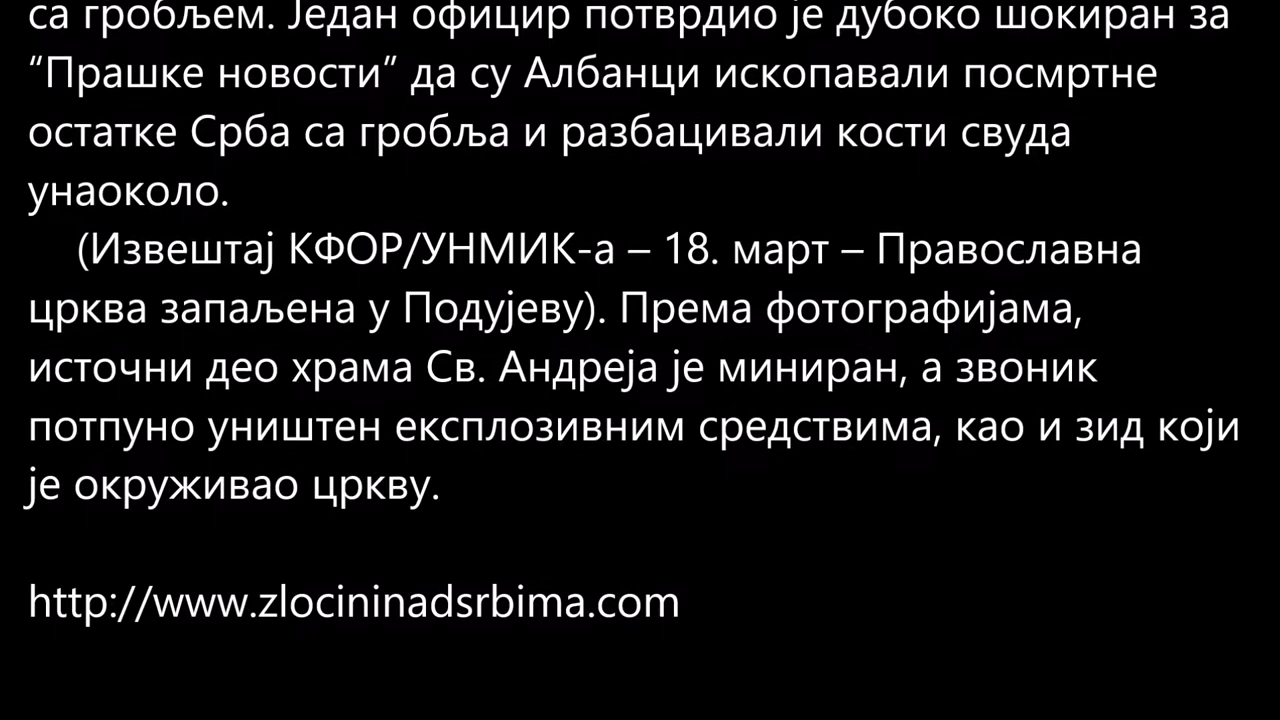 са гробљем. Један официр потврдио је дубоко шокиран за
“Прашке новости” да су Албанци ископавали посмртне
остатке Срба са гробља и разбацивали кости свуда
унаоколо.
(Извештај КФОР/УНМИК-а – 18. март – Православна
црква запаљена у Подујеву). Према фотографијама,
источни део храма Св. Андреја је миниран, а звоник
потпуно уништен експлозивним средствима, као и зид који
је окруживао цркву.
http://www.zlocininadsrbima.com